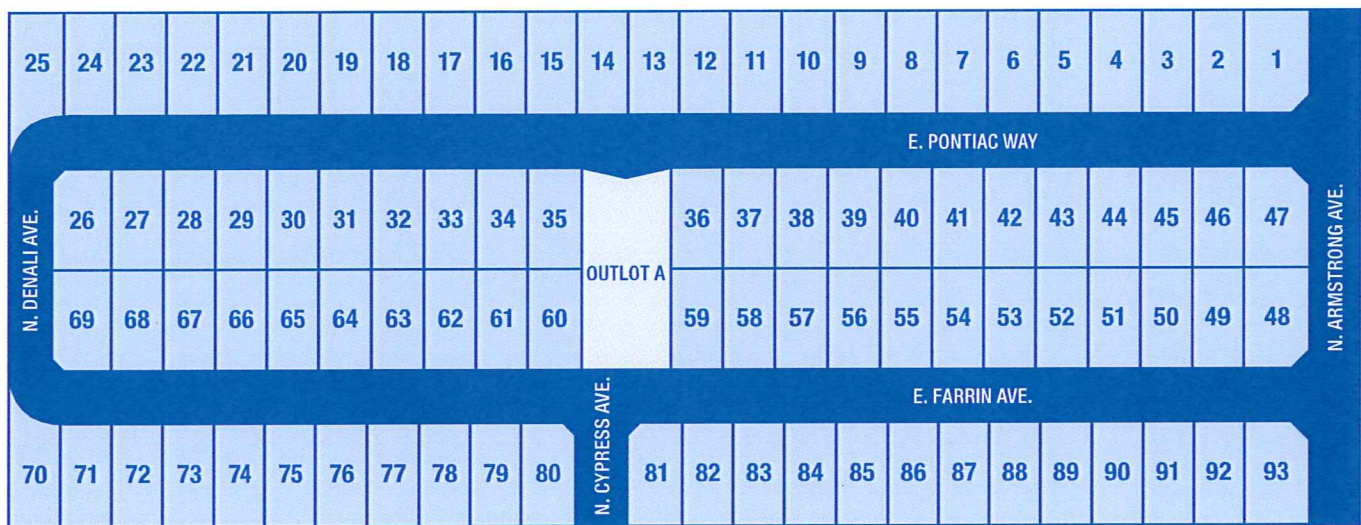 25 24 23 22 21 20 19 18 17 16 15 14 13 12 11 10 9 8 7 6 5 4 3 2 1
E. PONTIAC WAY
N. DENALI AVE.
26 27 28 29 30 31 32 33 34 35 36 37 38 39 40 41 42 43 44 45 46 47
OUTLOT A
N. ARMSTRONG AVE.
69 68 67 66 65 64 63 62 61 60 59 58 57 56 55 54 53 52 51 50 49 48
E. FARRIN AVE.
N. CYPRESS AVE.
70 71 72 73 74 75 76 77 78 79 80 81 82 83 84 85 86 87 88 89 90 91 92 93